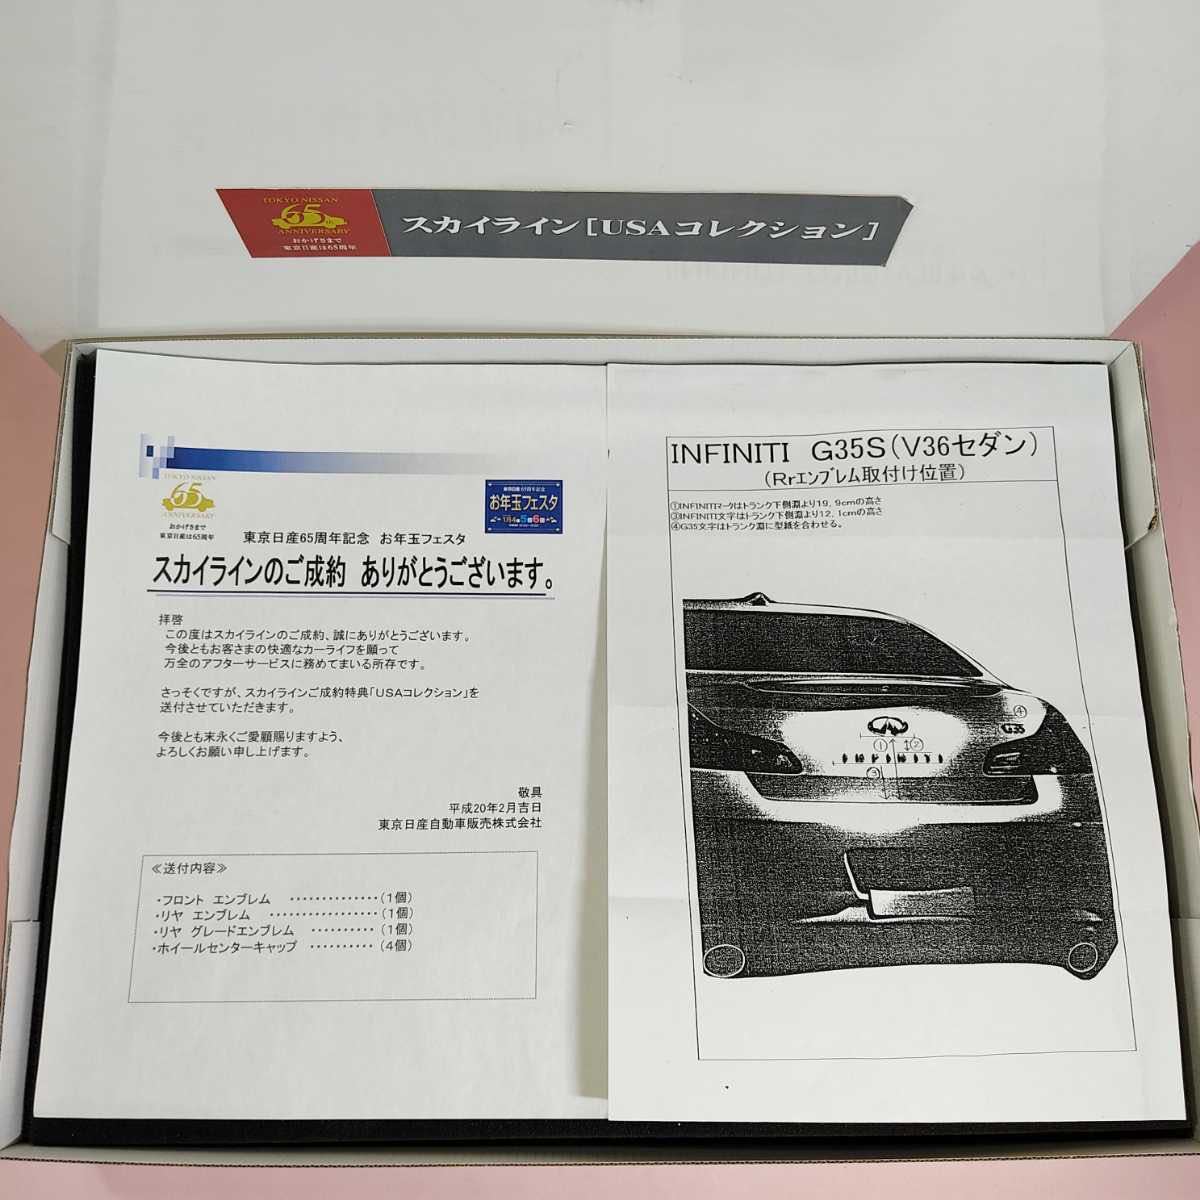 TOKYO NISSAN
65th
ANNIVERSARY
おかげさまで
東京日産は65周年
スカイライン[USAコレクション]
TOKYO NISSAN
65th
ANNIVERSARY
おかげさまで
東京日産は65周年
東京日産65周年記念
お年玉フェスタ
東京日産65周年記念 お年玉フェスタ
スカイラインのご成約 ありがとうございます。
拝啓
この度はスカイラインのご成約、誠にありがとうございます。
今後ともお客さまの快適なカーライフを願って
万全のアフターサービスに務めてまいる所存です。
さっそくですが、スカイラインご成約特典「USAコレクション」を
送付させていただきます。
今後とも末永くご愛顧賜りますよう、
よろしくお願い申し上げます。
敬具
平成20年2月吉日
東京日産自動車販売株式会社
≪送付内容≫
・フロント エンブレム ・・・・・・・・・・・・・・(1個)
・リヤ エンブレム ・・・・・・・・・・・・・・・・・(1個)
・リヤ グレードエンブレム ・・・・・・・・・・(1個)
・ホイールセンターキャップ ・・・・・・・・・・(4個)
INFINITI G35S(V36セダン)
(Rrエンブレム取付け位置)
①INFINITIマークはトランク下側淵より19.9cmの高さ
③INFINITI文字はトランク下側淵より12.1cmの高さ
④G35文字はトランク淵に型紙を合わせる。
④
G35
① ②
INFINITI
③